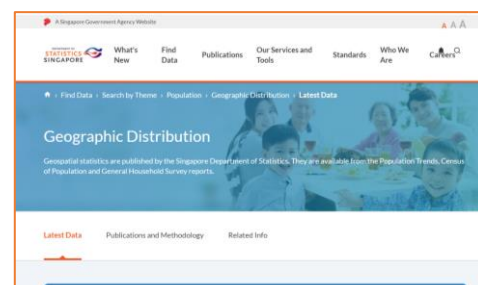 A Singapore Government Agency Website
A A A
DEPARTMENT OF
STATISTICS
SINGAPORE
What's New
Find Data
Publications
Our Services and Tools
Standards
Who We Are
Careers
Find Data
Search by Theme
Population
Geographic Distribution
Latest Data
Geographic Distribution
Geospatial statistics are published by the Singapore Department of Statistics. They are available from the Population Trends, Census
of Population and General Household Survey reports.
Latest Data
Publications and Methodology
Related Info